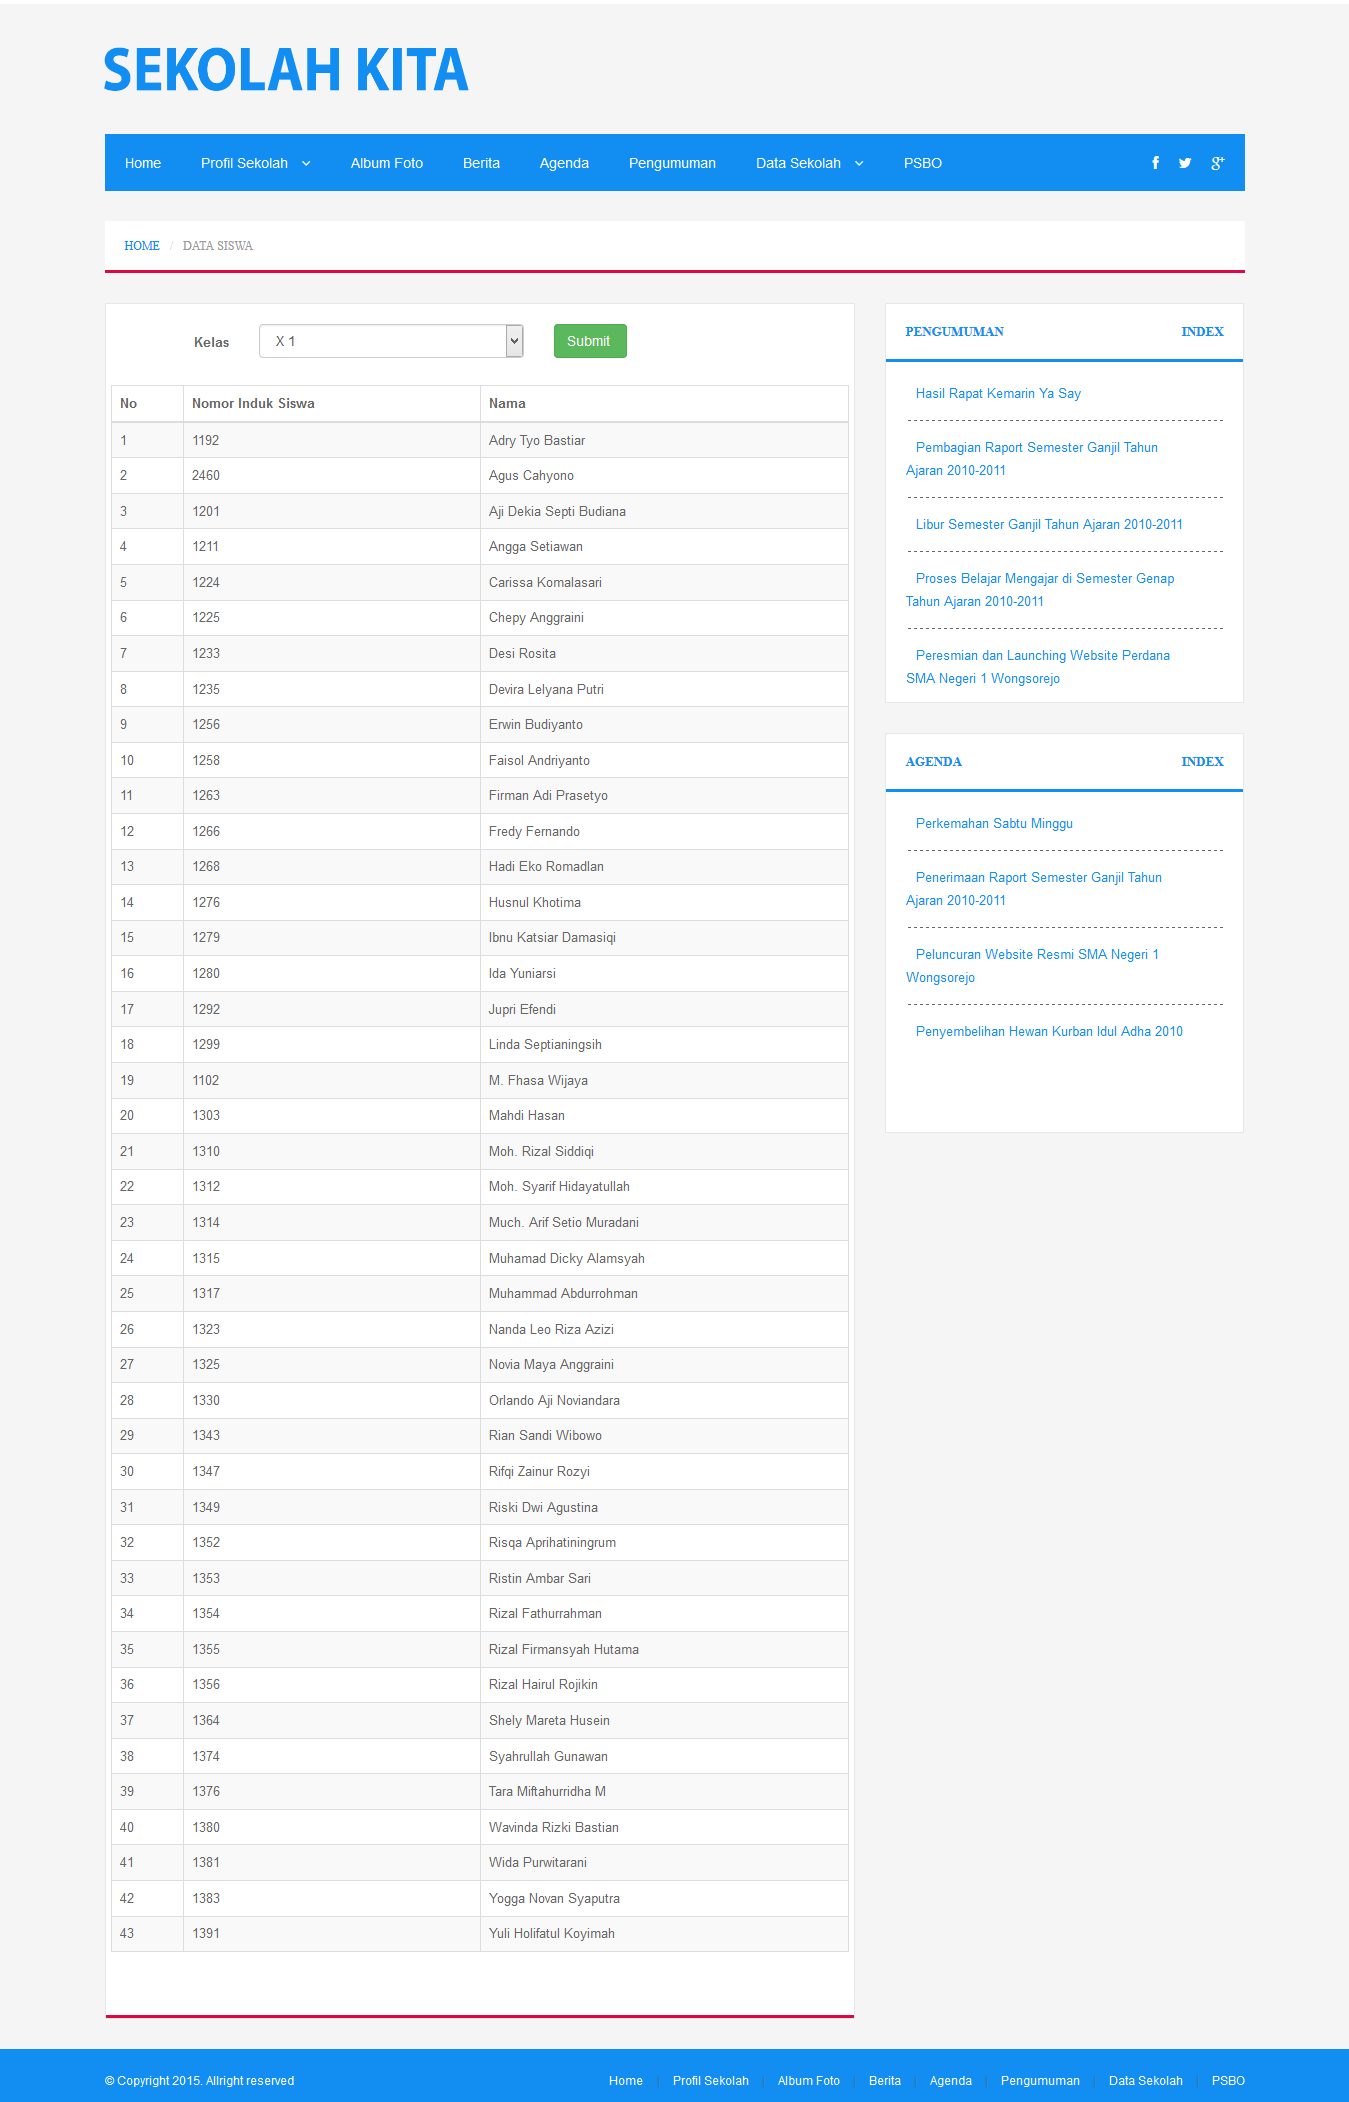 SEKOLAH KITA
Home Profil Sekolah Album Foto Berita Agenda Pengumuman Data Sekolah PSBO
HOME / DATA SISWA
Kelas X 1 Submit
No Nomor Induk Siswa Nama
1 1192 Adry Tyo Bastiar
2 2460 Agus Cahyono
3 1201 Aji Dekia Septi Budiana
4 1211 Angga Setiawan
5 1224 Carissa Komalasari
6 1225 Chepy Anggraini
7 1233 Desi Rosita
8 1235 Devira Lelyana Putri
9 1256 Erwin Budiyanto
10 1258 Faisol Andriyanto
11 1263 Firman Adi Prasetyo
12 1266 Fredy Fernando
13 1268 Hadi Eko Romadlan
14 1276 Husnul Khotima
15 1279 Ibnu Katsiar Damasiqi
16 1280 Ida Yuniarsi
17 1292 Jupri Efendi
18 1299 Linda Septianingsih
19 1102 M. Fhasa Wijaya
20 1303 Mahdi Hasan
21 1310 Moh. Rizal Siddiqi
22 1312 Moh. Syarif Hidayatullah
23 1314 Much. Arif Setio Muradani
24 1315 Muhamad Dicky Alamsyah
25 1317 Muhammad Abdurrohman
26 1323 Nanda Leo Riza Azizi
27 1325 Novia Maya Anggraini
28 1330 Orlando Aji Noviandara
29 1343 Rian Sandi Wibowo
30 1347 Rifqi Zainur Rozyi
31 1349 Riski Dwi Agustina
32 1352 Risqa Aprihatiningrum
33 1353 Ristin Ambar Sari
34 1354 Rizal Fathurrahman
35 1355 Rizal Firmansyah Hutama
36 1356 Rizal Hairul Rojikin
37 1364 Shely Mareta Husein
38 1374 Syahrullah Gunawan
39 1376 Tara Miftahurridha M
40 1380 Wavinda Rizki Bastian
41 1381 Wida Purwitarani
42 1383 Yogga Novan Syaputra
43 1391 Yuli Holifatul Koyimah
PENGUMUMAN INDEX
Hasil Rapat Kemarin Ya Say
Pembagian Raport Semester Ganjil Tahun
Ajaran 2010-2011
Libur Semester Ganjil Tahun Ajaran 2010-2011
Proses Belajar Mengajar di Semester Genap
Tahun Ajaran 2010-2011
Peresmian dan Launching Website Perdana
SMA Negeri 1 Wongsorejo
AGENDA INDEX
Perkemahan Sabtu Minggu
Penerimaan Raport Semester Ganjil Tahun
Ajaran 2010-2011
Peluncuran Website Resmi SMA Negeri 1
Wongsorejo
Penyembelihan Hewan Kurban Idul Adha 2010
© Copyright 2015. Allright reserved
Home | Profil Sekolah | Album Foto | Berita | Agenda | Pengumuman | Data Sekolah | PSBO